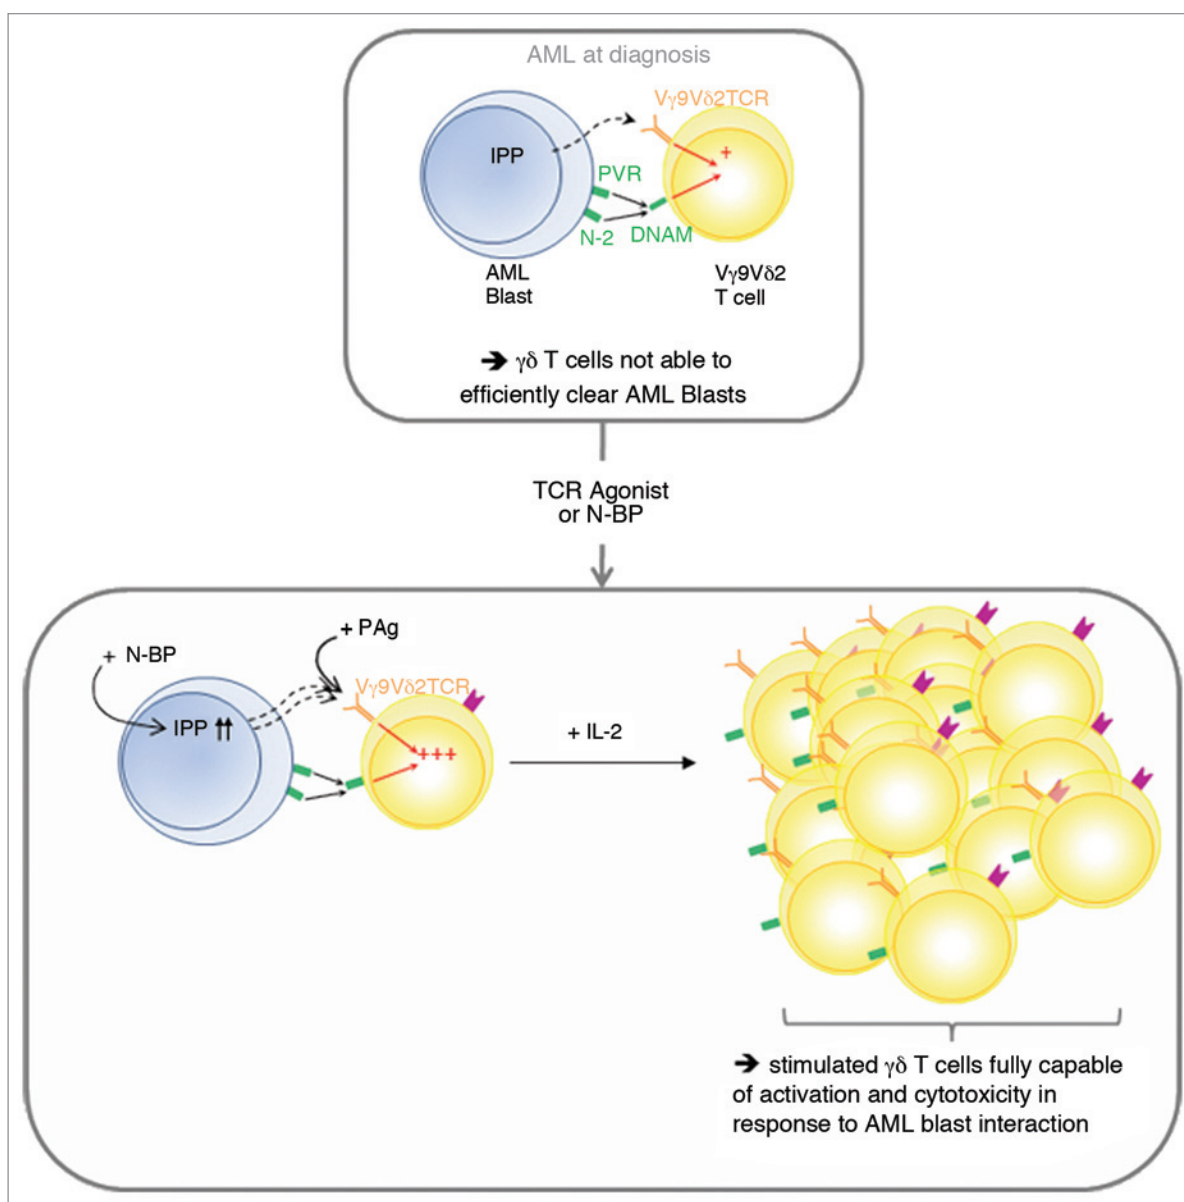 AML at diagnosis
Vγ9Vδ2TCR
IPP
+
PVR
N-2
DNAM
AML
Blast
Vγ9Vδ2
T cell
➔ γδ T cells not able to
efficiently clear AML Blasts
TCR Agonist
or N-BP
+ PAg
+ N-BP
Vγ9Vδ2TCR
IPP ⇈
+++
+ IL-2
➔ stimulated γδ T cells fully capable
of activation and cytotoxicity in
response to AML blast interaction